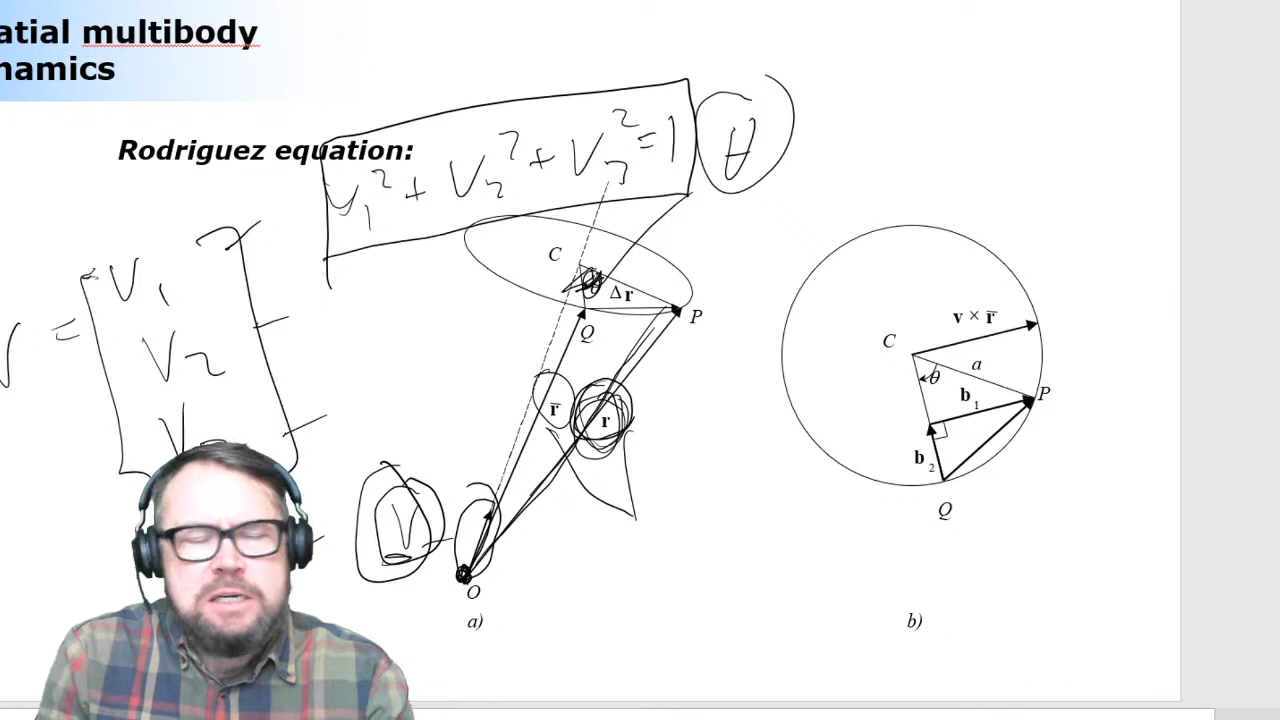 atial multibody
namics
Rodriguez equation:
v₁² + v₂² + v₃² = 1
θ
v = [v₁
v₂
C
θ
Δr
P
Q
r̄
r
v
O
a)
v × r̄
C
a
θ
b₁
P
b₂
Q
b)